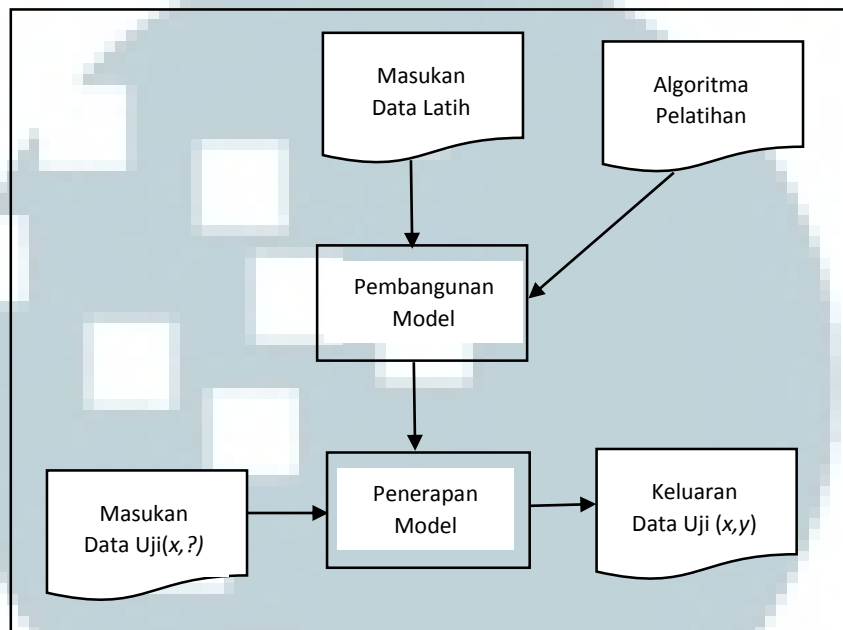 Masukan
Data Latih
Algoritma
Pelatihan
Pembangunan
Model
Masukan
Data Uji(x,?)
Penerapan
Model
Keluaran
Data Uji (x,y)